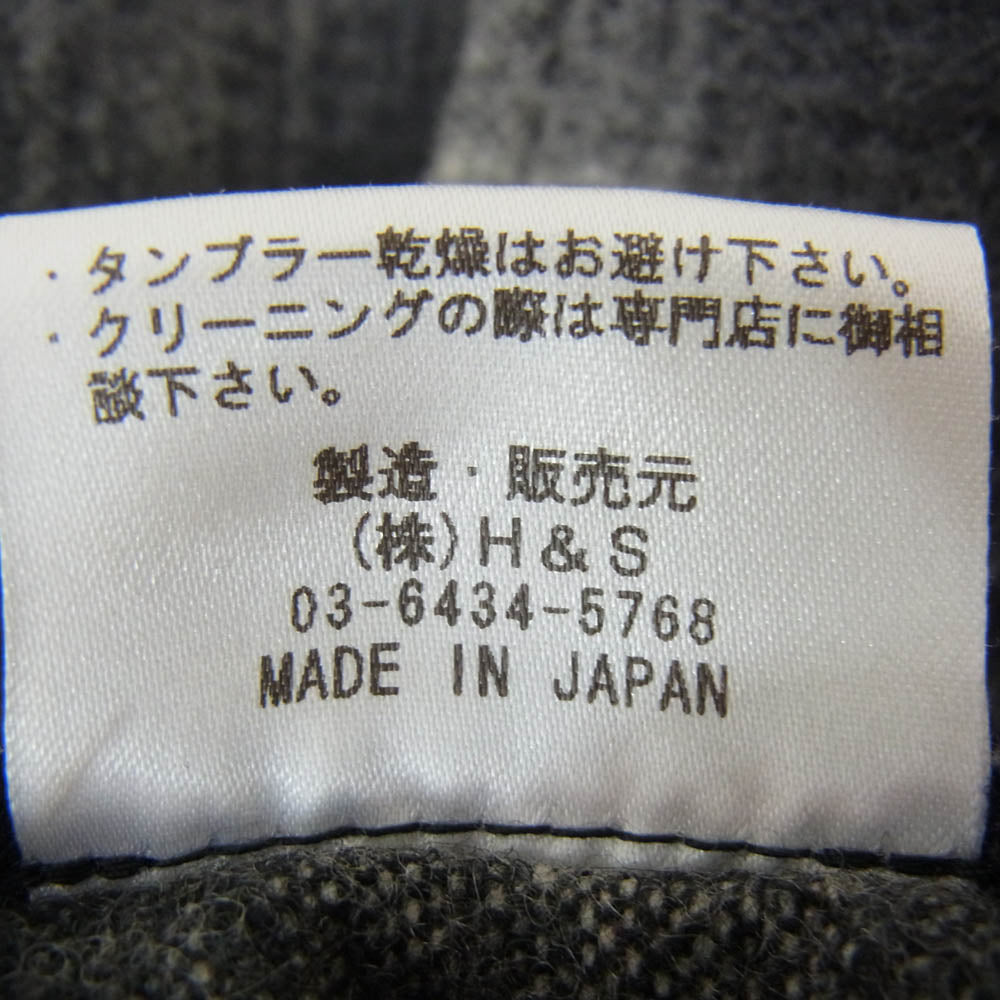 ・タンブラー乾燥はお避け下さい。
・クリーニングの際は専門店に御相
談下さい。
製造・販売元
(株)H&S
03-6434-5768
MADE IN JAPAN